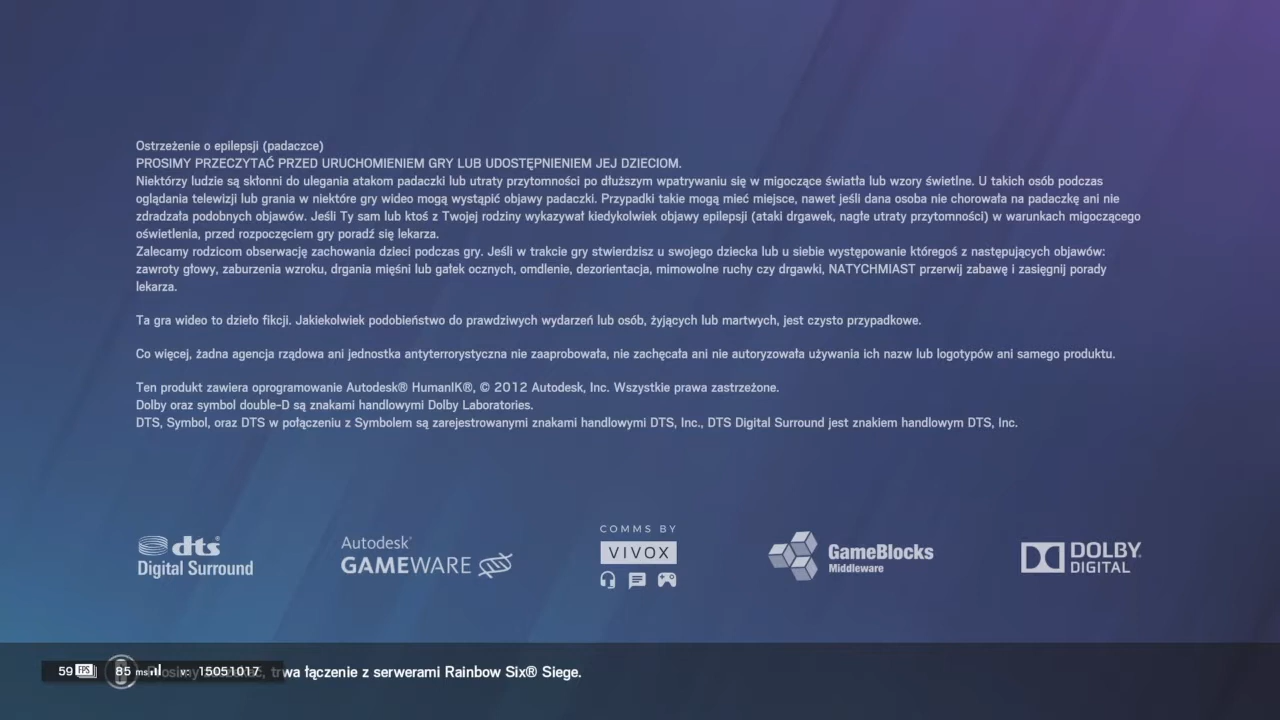 Ostrzeżenie o epilepsji (padaczce)
PROSIMY PRZECZYTAĆ PRZED URUCHOMIENIEM GRY LUB UDOSTĘPNIENIEM JEJ DZIECIOM.
Niektórzy ludzie są skłonni do ulegania atakom padaczki lub utraty przytomności po dłuższym wpatrywaniu się w migoczące światła lub wzory świetlne. U takich osób podczas
oglądania telewizji lub grania w niektóre gry wideo mogą wystąpić objawy padaczki. Przypadki takie mogą mieć miejsce, nawet jeśli dana osoba nie chorowała na padaczkę ani nie
zdradzała podobnych objawów. Jeśli Ty sam lub ktoś z Twojej rodziny wykazywał kiedykolwiek objawy epilepsji (ataki drgawek, nagłe utraty przytomności) w warunkach migoczącego
oświetlenia, przed rozpoczęciem gry poradź się lekarza.
Zalecamy rodzicom obserwację zachowania dzieci podczas gry. Jeśli w trakcie gry stwierdzisz u swojego dziecka lub u siebie występowanie któregoś z następujących objawów:
zawroty głowy, zaburzenia wzroku, drgania mięśni lub gałek ocznych, omdlenie, dezorientacja, mimowolne ruchy czy drgawki, NATYCHMIAST przerwij zabawę i zasięgnij porady
lekarza.
Ta gra wideo to dzieło fikcji. Jakiekolwiek podobieństwo do prawdziwych wydarzeń lub osób, żyjących lub martwych, jest czysto przypadkowe.
Co więcej, żadna agencja rządowa ani jednostka antyterrorystyczna nie zaaprobowała, nie zachęcała ani nie autoryzowała używania ich nazw lub logotypów ani samego produktu.
Ten produkt zawiera oprogramowanie Autodesk® HumanIK®, © 2012 Autodesk, Inc. Wszystkie prawa zastrzeżone.
Dolby oraz symbol double-D są znakami handlowymi Dolby Laboratories.
DTS, Symbol, oraz DTS w połączeniu z Symbolem są zarejestrowanymi znakami handlowymi DTS, Inc., DTS Digital Surround jest znakiem handlowym DTS, Inc.
dts®
Digital Surround
Autodesk®
GAMEWARE
COMMS BY
VIVOX
GameBlocks
Middleware
DOLBY®
DIGITAL
59 FPS 85 ms v: 15051017 trwa łączenie z serwerami Rainbow Six® Siege.